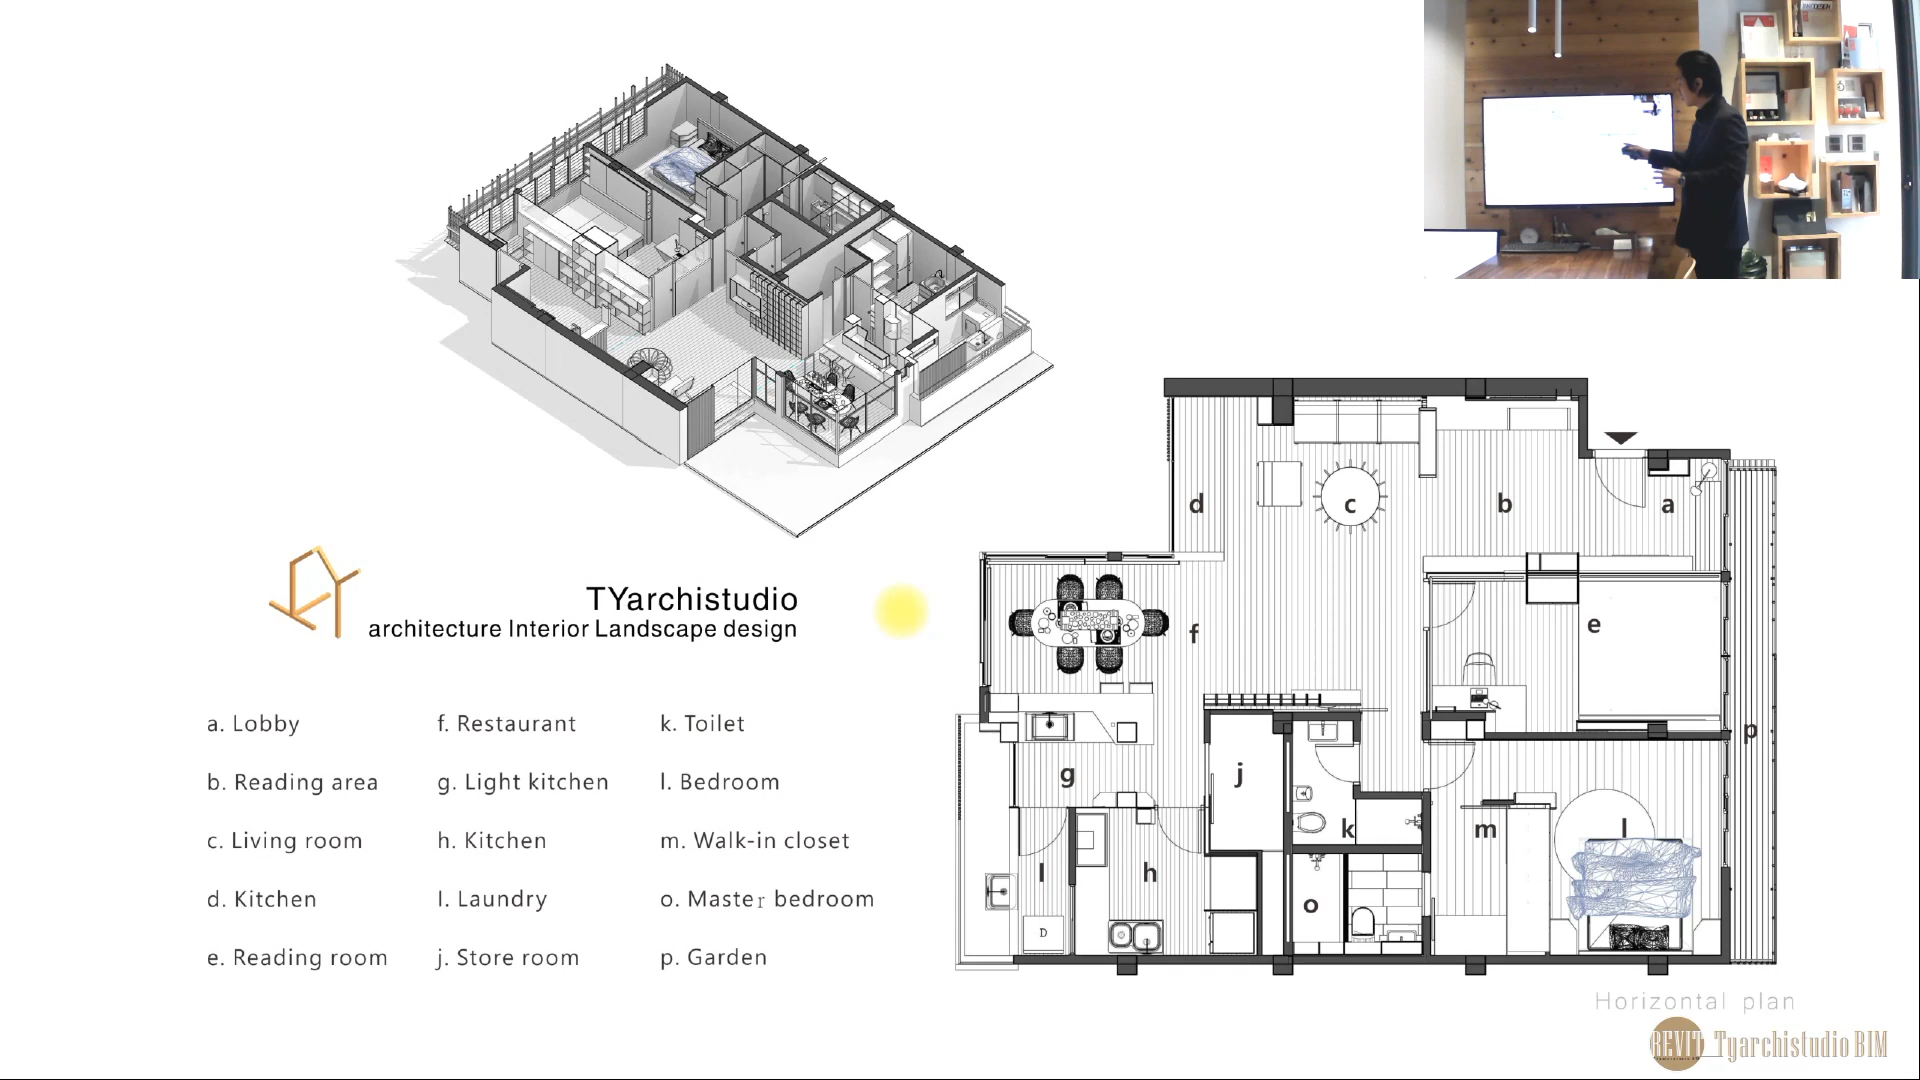 TYarchistudio
architecture Interior Landscape design
a. Lobby
b. Reading area
c. Living room
d. Kitchen
e. Reading room
f. Restaurant
g. Light kitchen
h. Kitchen
l. Laundry
j. Store room
k. Toilet
l. Bedroom
m. Walk-in closet
o. Master bedroom
p. Garden
d
c
b
a
f
e
p
g
j
k
m
l
l
h
o
D
Horizontal plan
REVIT Tyarchistudio BIM